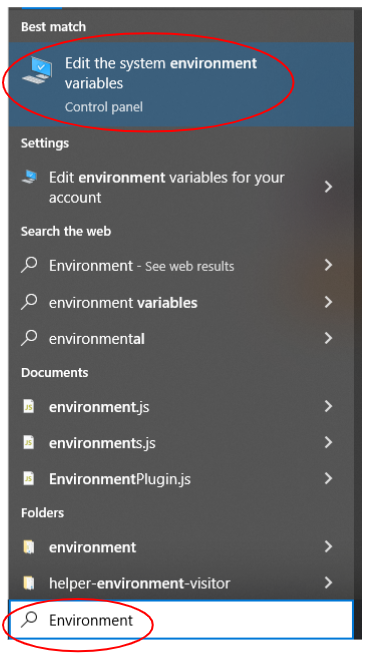 Best match
Edit the system environment
variables
Control panel
Settings
Edit environment variables for your
account
Search the web
Environment - See web results
environment variables
environmental
Documents
environment.js
environments.js
EnvironmentPlugin.js
Folders
environment
helper-environment-visitor
Environment